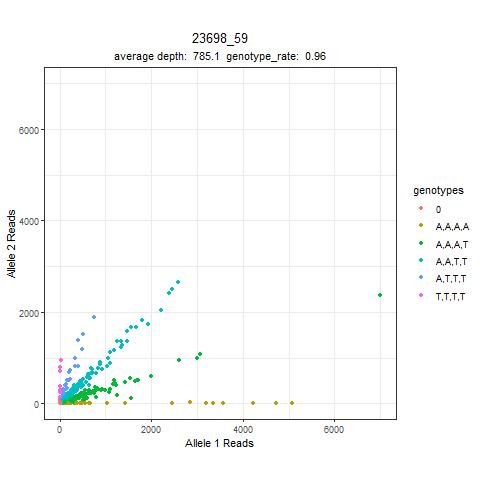 23698_59
average depth: 785.1 genotype_rate: 0.96
6000
4000
2000
0
Allele 2 Reads
0
2000
4000
6000
Allele 1 Reads
genotypes
0
A,A,A,A
A,A,A,T
A,A,T,T
A,T,T,T
T,T,T,T